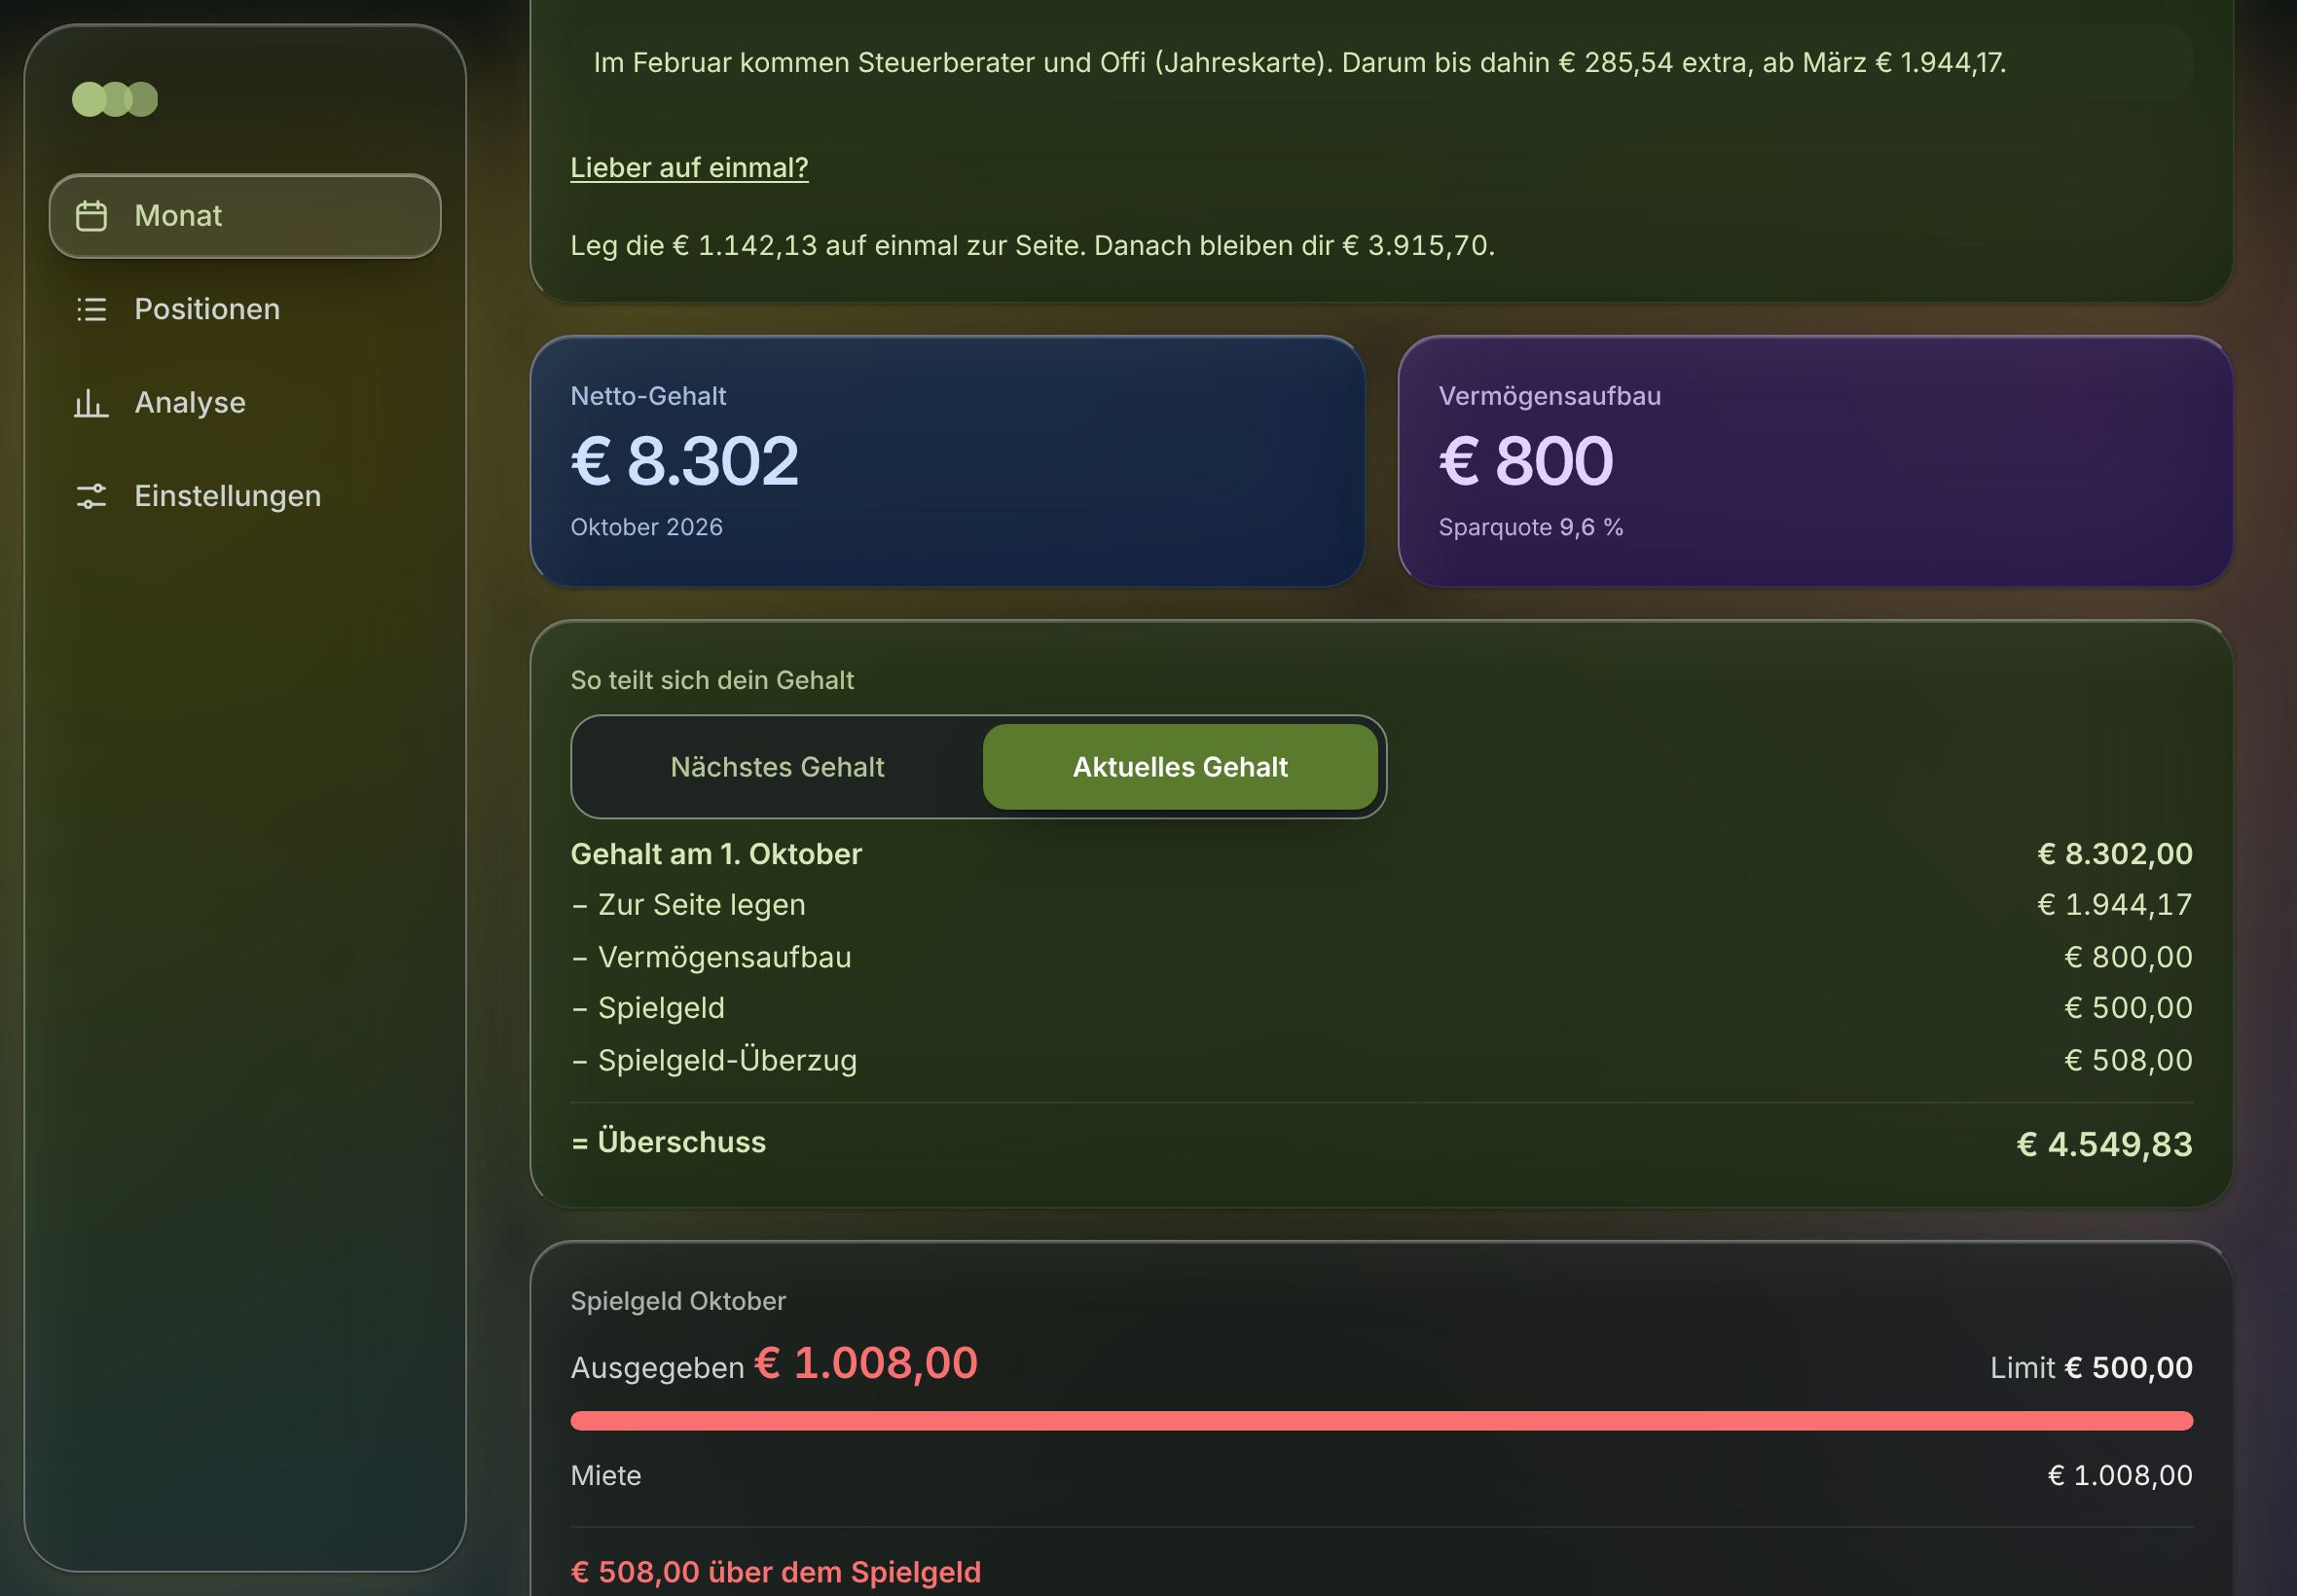 Im Februar kommen Steuerberater und Offi (Jahreskarte). Darum bis dahin € 285,54 extra, ab März € 1.944,17.
Lieber auf einmal?
Leg die € 1.142,13 auf einmal zur Seite. Danach bleiben dir € 3.915,70.
Monat
Positionen
Analyse
Einstellungen
Netto-Gehalt
€ 8.302
Oktober 2026
Vermögensaufbau
€ 800
Sparquote 9,6 %
So teilt sich dein Gehalt
Nächstes Gehalt
Aktuelles Gehalt
Gehalt am 1. Oktober € 8.302,00
− Zur Seite legen € 1.944,17
− Vermögensaufbau € 800,00
− Spielgeld € 500,00
− Spielgeld-Überzug € 508,00
= Überschuss € 4.549,83
Spielgeld Oktober
Ausgegeben € 1.008,00 Limit € 500,00
Miete € 1.008,00
€ 508,00 über dem Spielgeld